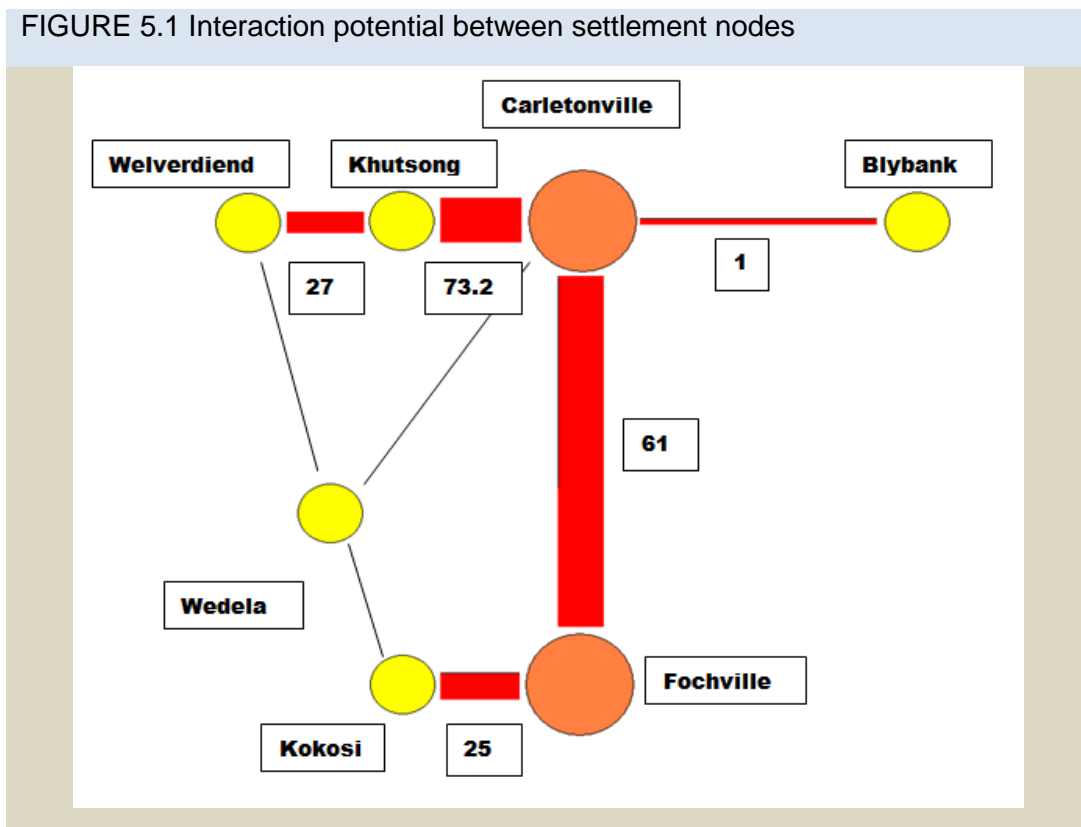 FIGURE 5.1 Interaction potential between settlement nodes
Carletonville
Welverdiend
Khutsong
Blybank
27
73.2
1
61
Wedela
Fochville
Kokosi
25